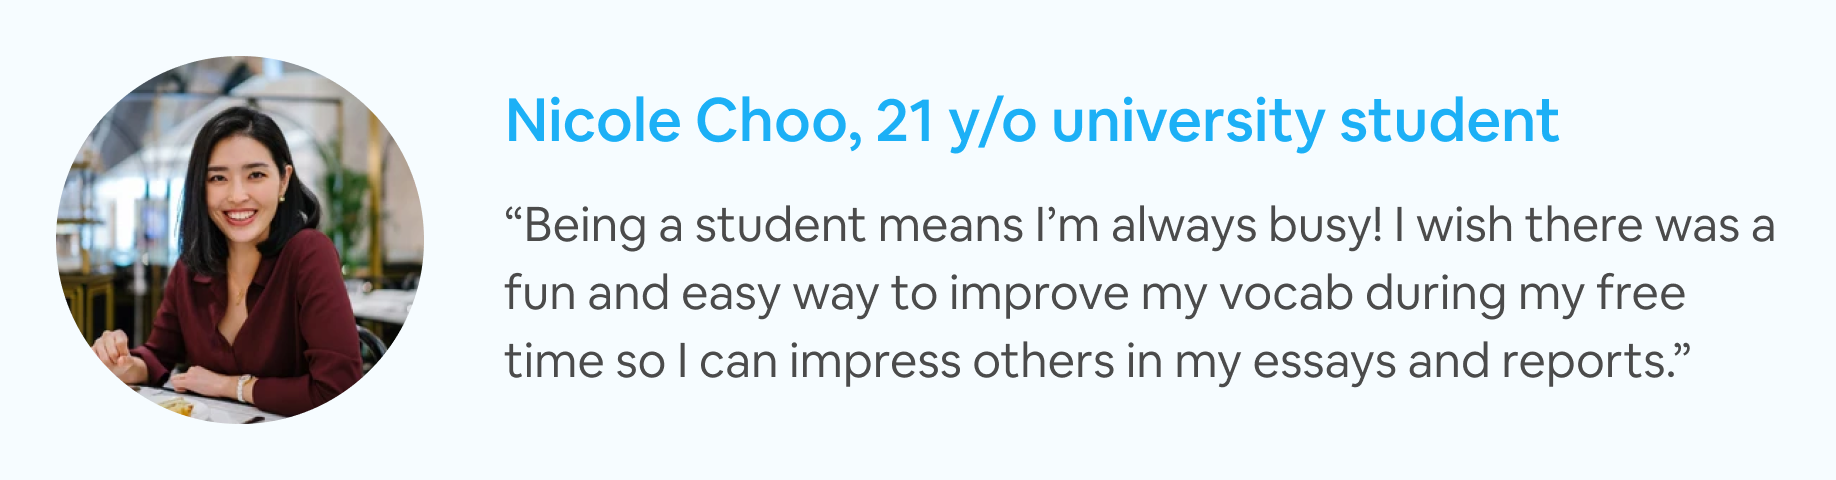 Nicole Choo, 21 y/o university student
“Being a student means I’m always busy! I wish there was a
fun and easy way to improve my vocab during my free
time so I can impress others in my essays and reports.”